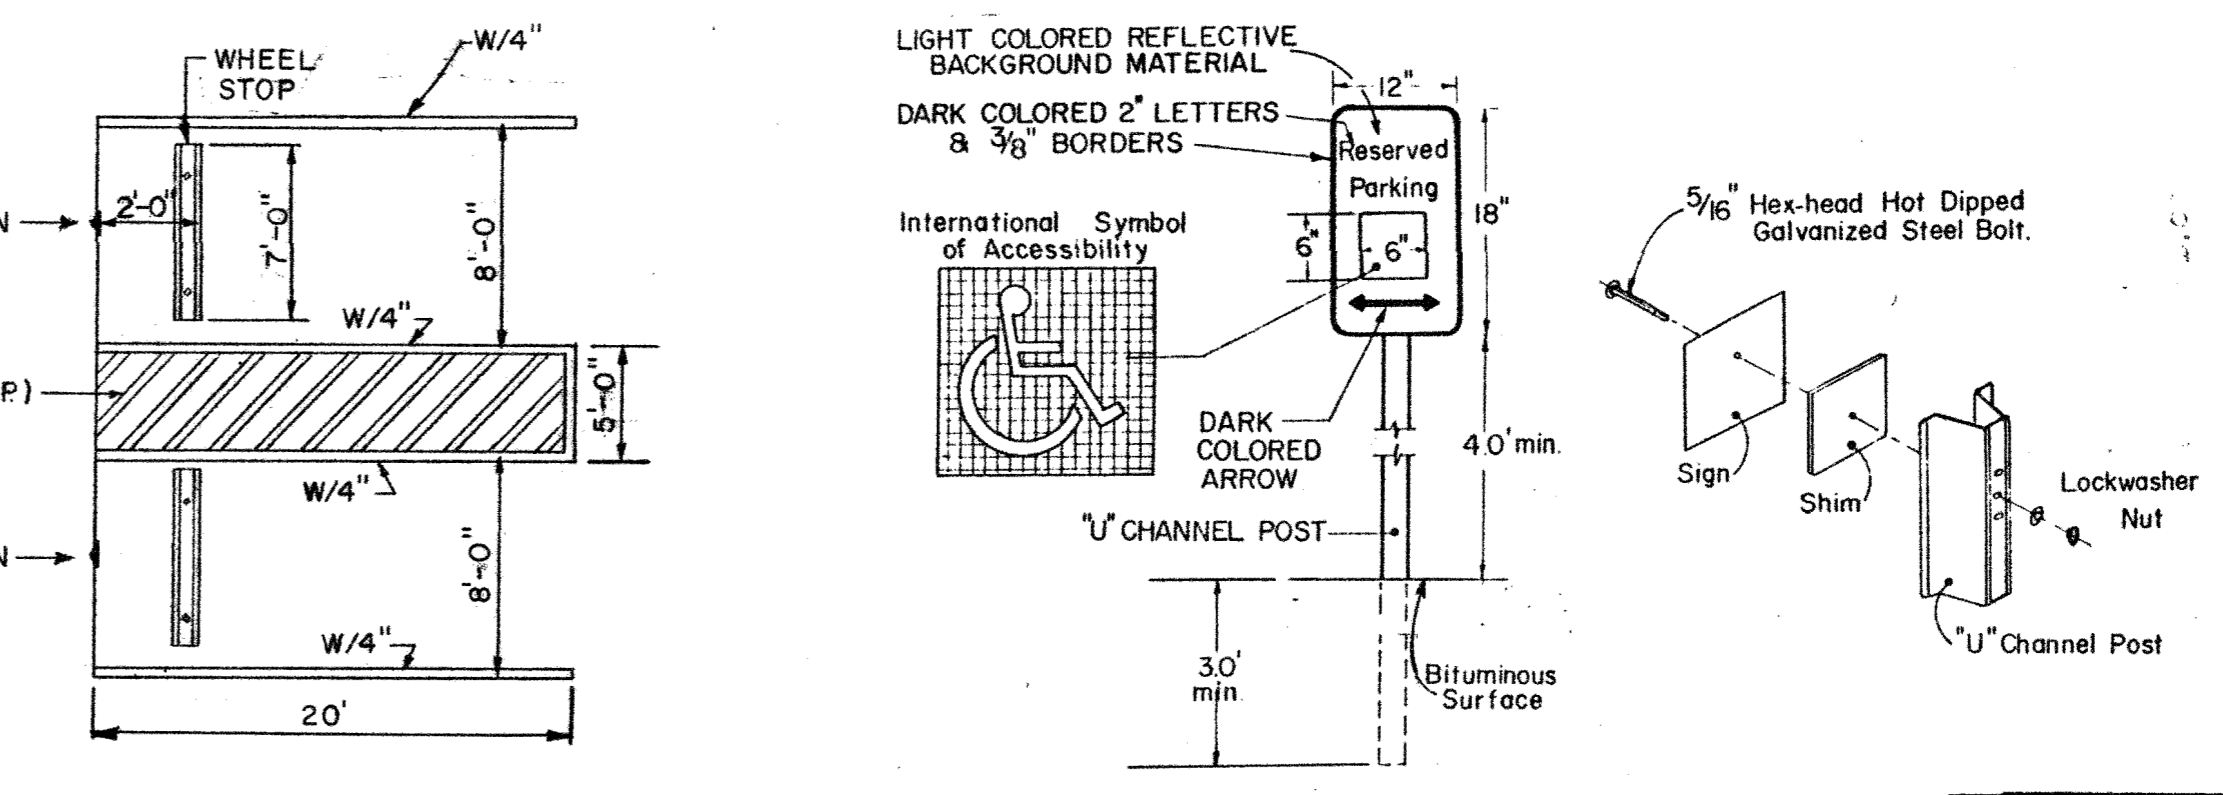 WHEEL
STOP
W/4"
2'-0"
7'-0"
8'-0"
W/4"
P.)
5'-0"
W/4"
N
N
8'-0"
W/4"
20'
LIGHT COLORED REFLECTIVE
BACKGROUND MATERIAL
DARK COLORED 2" LETTERS
& 3/8" BORDERS
12"
Reserved
Parking
18"
International Symbol
of Accessibility
6"
6"
DARK
COLORED
ARROW
4.0' min.
"U" CHANNEL POST
3.0'
min.
Bituminous
Surface
5/16" Hex-head Hot Dipped
Galvanized Steel Bolt.
Sign
Shim
Lockwasher
Nut
"U" Channel Post